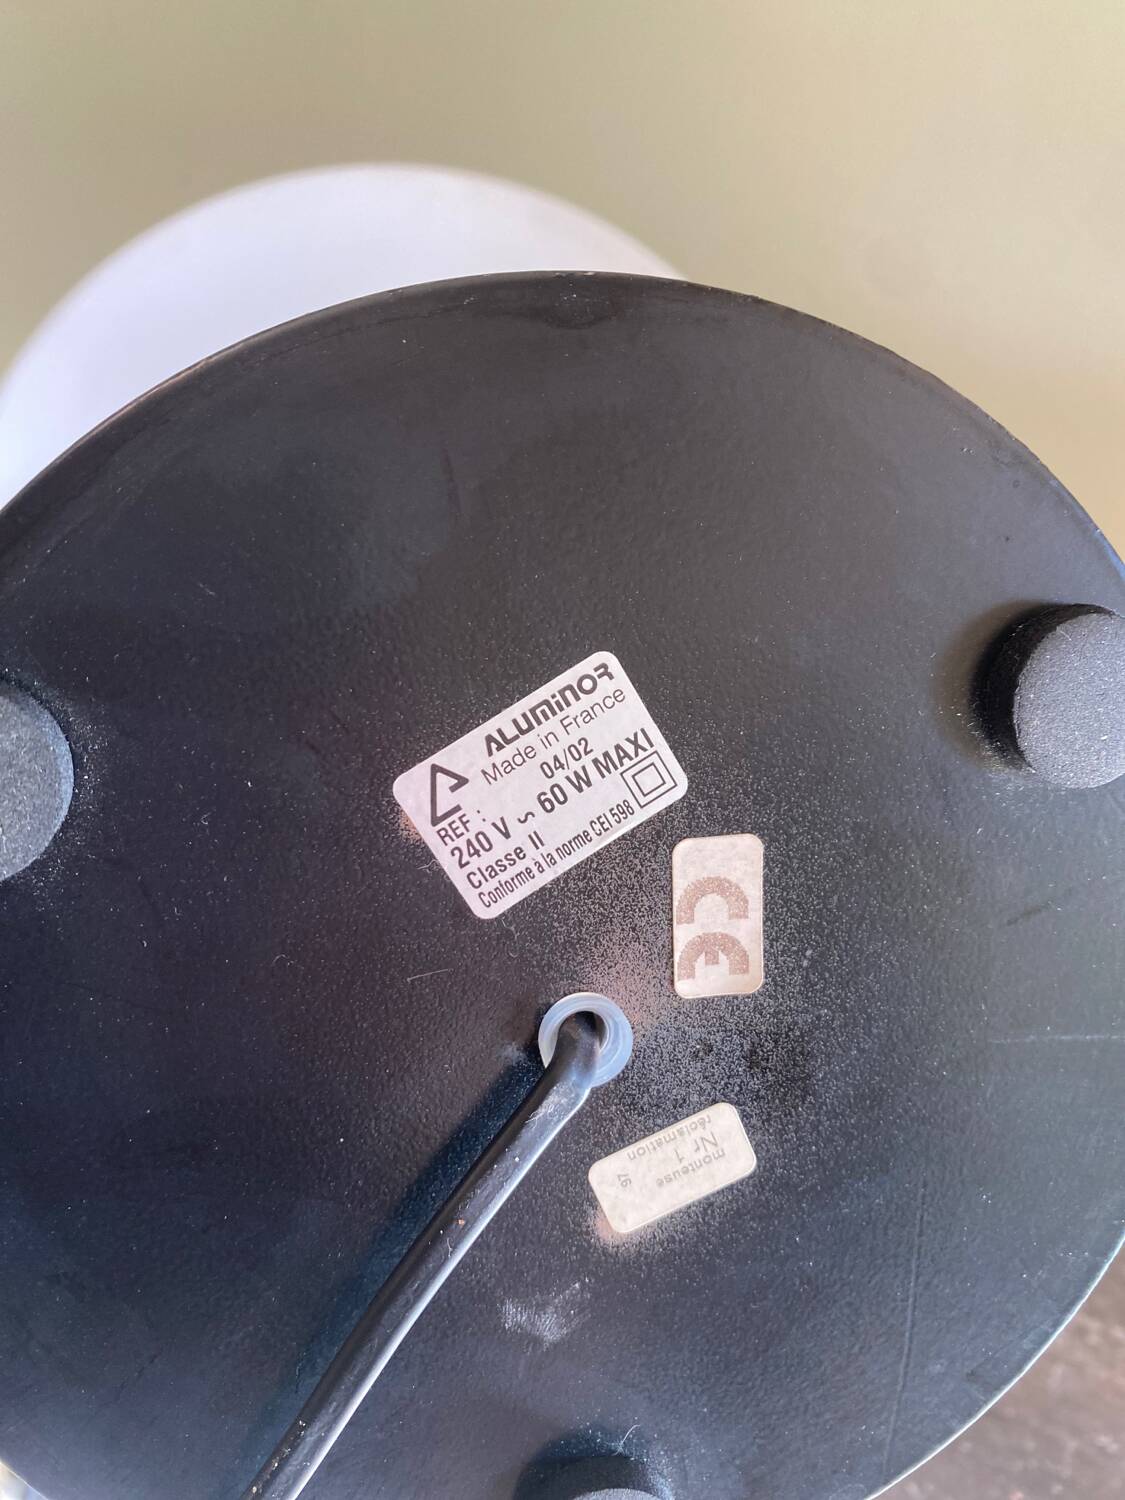 ALUMINOR
Made in France
04/02
REF :
240 V ~ 60 W MAXI
Classe II
Conforme à la norme CEI 598
CE
monteuse
Nr 1
réclamation